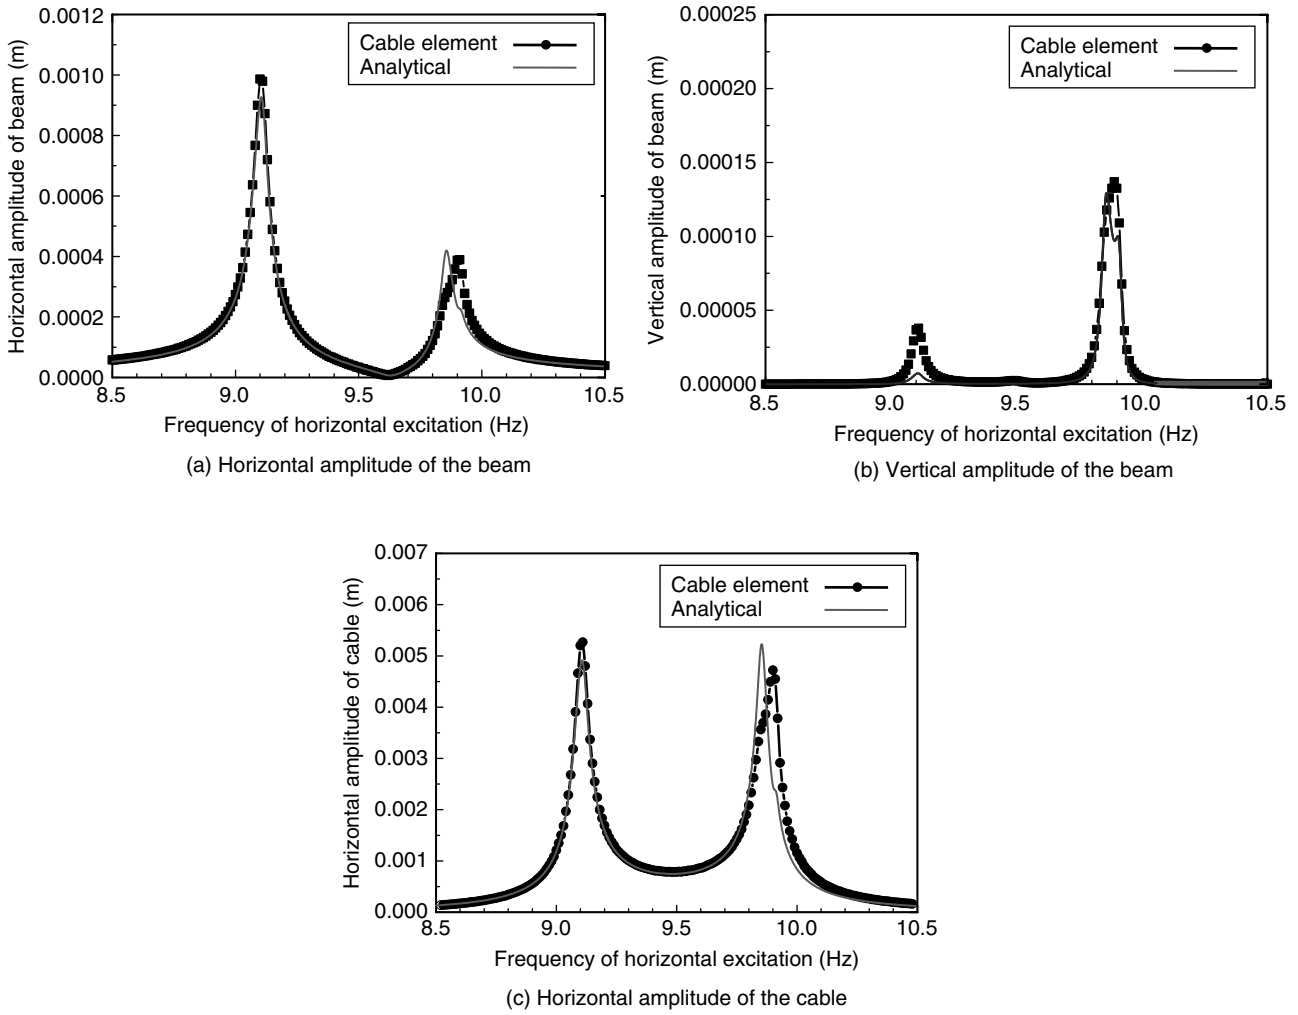 0.0012
0.0010
0.0008
0.0006
0.0004
0.0002
0.0000
Horizontal amplitude of beam (m)
Cable element
Analytical
8.5 9.0 9.5 10.0 10.5
Frequency of horizontal excitation (Hz)
(a) Horizontal amplitude of the beam
0.00025
0.00020
0.00015
0.00010
0.00005
0.00000
Vertical amplitude of beam (m)
Cable element
Analytical
8.5 9.0 9.5 10.0 10.5
Frequency of horizontal excitation (Hz)
(b) Vertical amplitude of the beam
0.007
0.006
0.005
0.004
0.003
0.002
0.001
0.000
Horizontal amplitude of cable (m)
Cable element
Analytical
8.5 9.0 9.5 10.0 10.5
Frequency of horizontal excitation (Hz)
(c) Horizontal amplitude of the cable